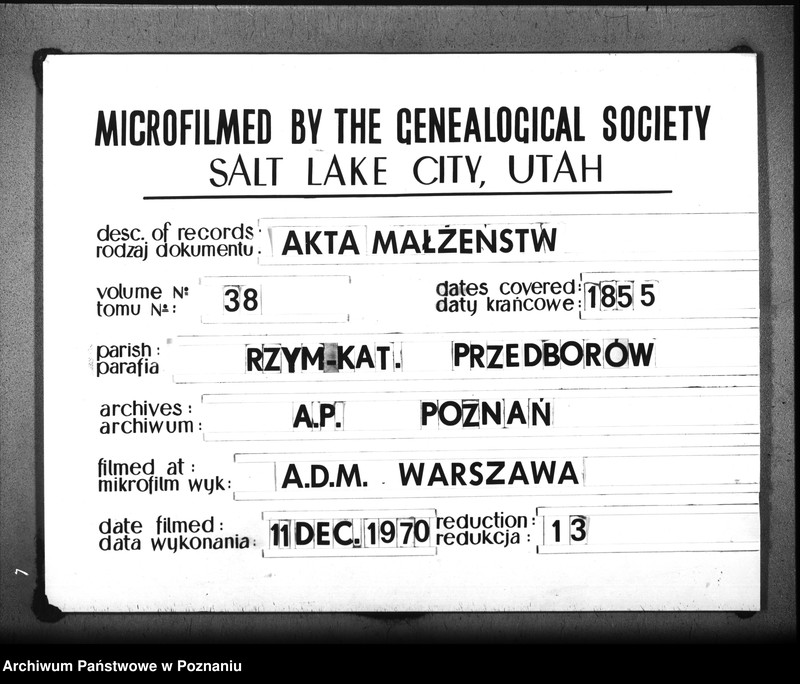 MICROFILMED BY THE GENEALOGICAL SOCIETY
SALT LAKE CITY, UTAH
desc. of records: AKTA MAŁŻEŃSTW
rodzaj dokumentu:
volume №: 38 dates covered: 1855
tomu №: daty krańcowe:
parish: RZYM-KAT. PRZEDBORÓW
parafia
archives: A.P. POZNAŃ
archiwum:
filmed at: A.D.M. WARSZAWA
mikrofilm wyk:
date filmed: 11 DEC. 1970 reduction: 13
data wykonania: redukcja:
7
Archiwum Państwowe w Poznaniu